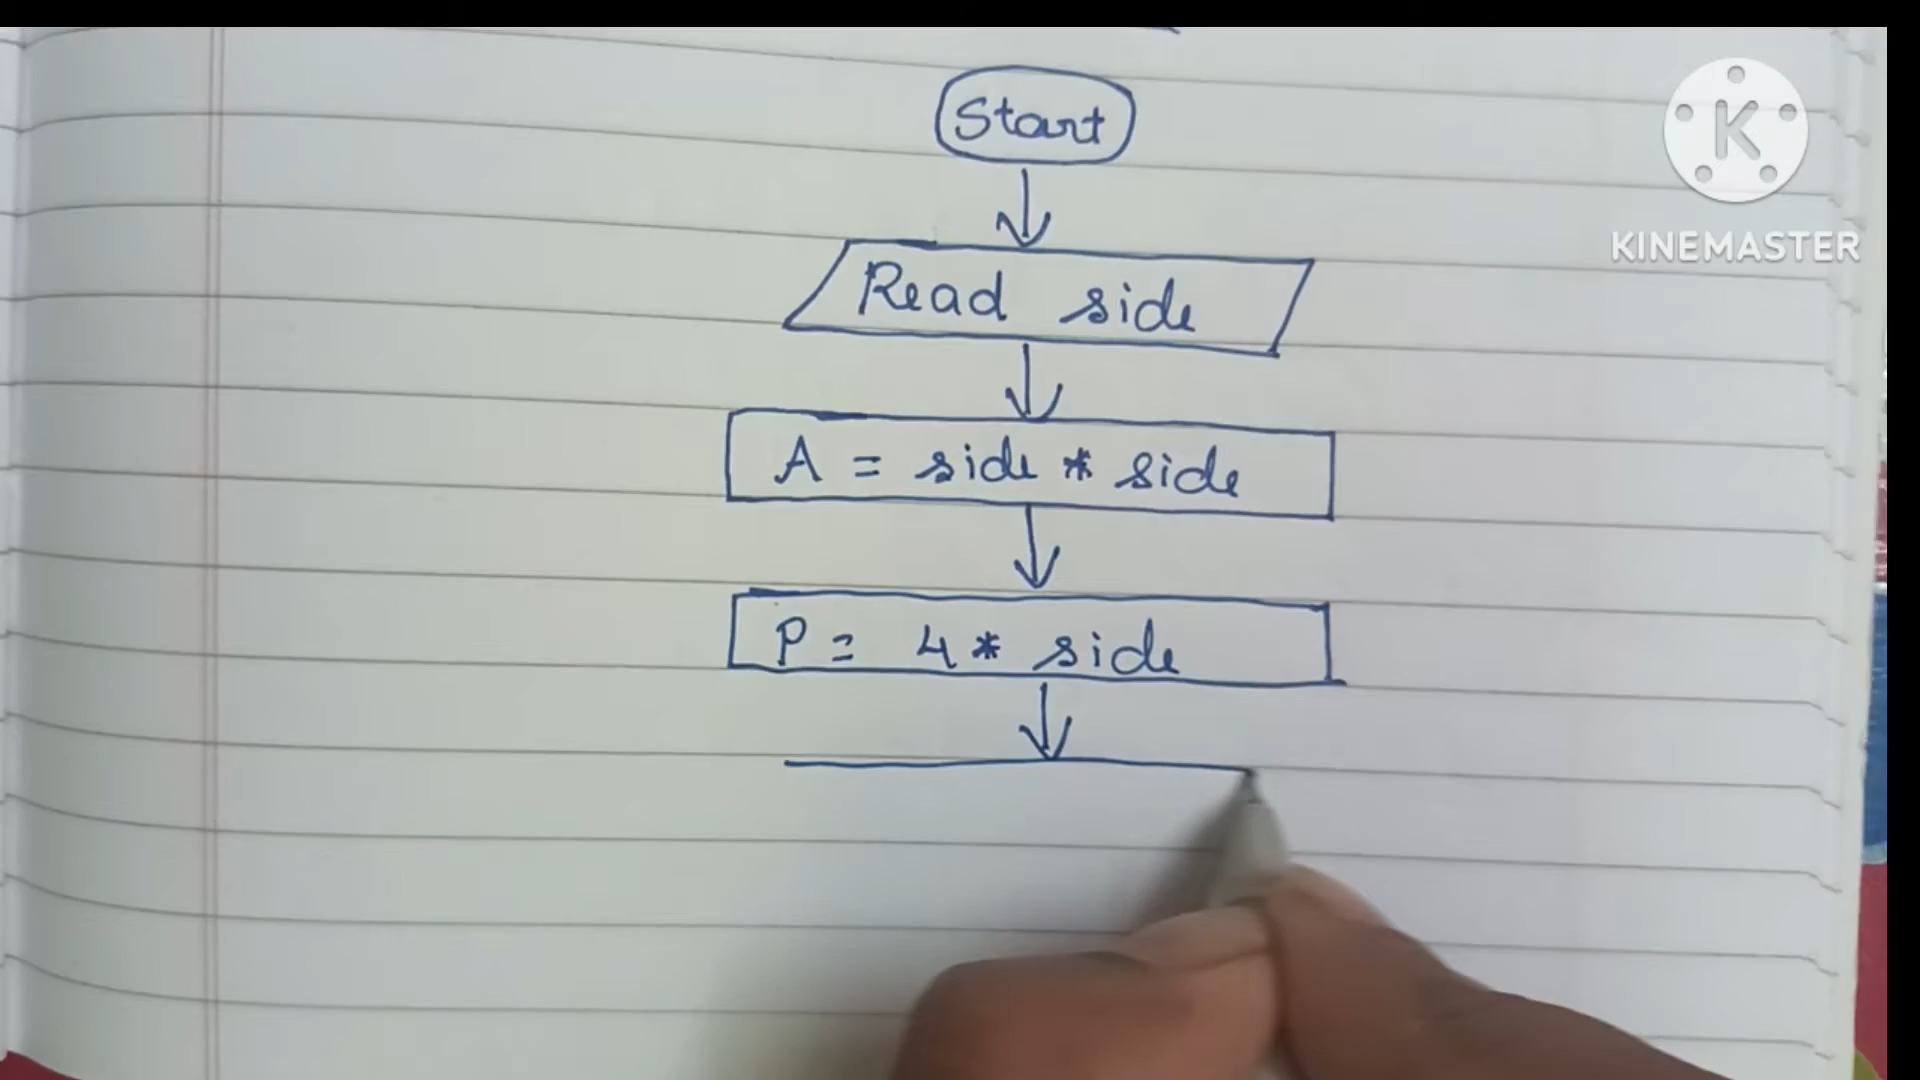 Start
K
KINEMASTER
Read side
A = side * side
P = 4 * side